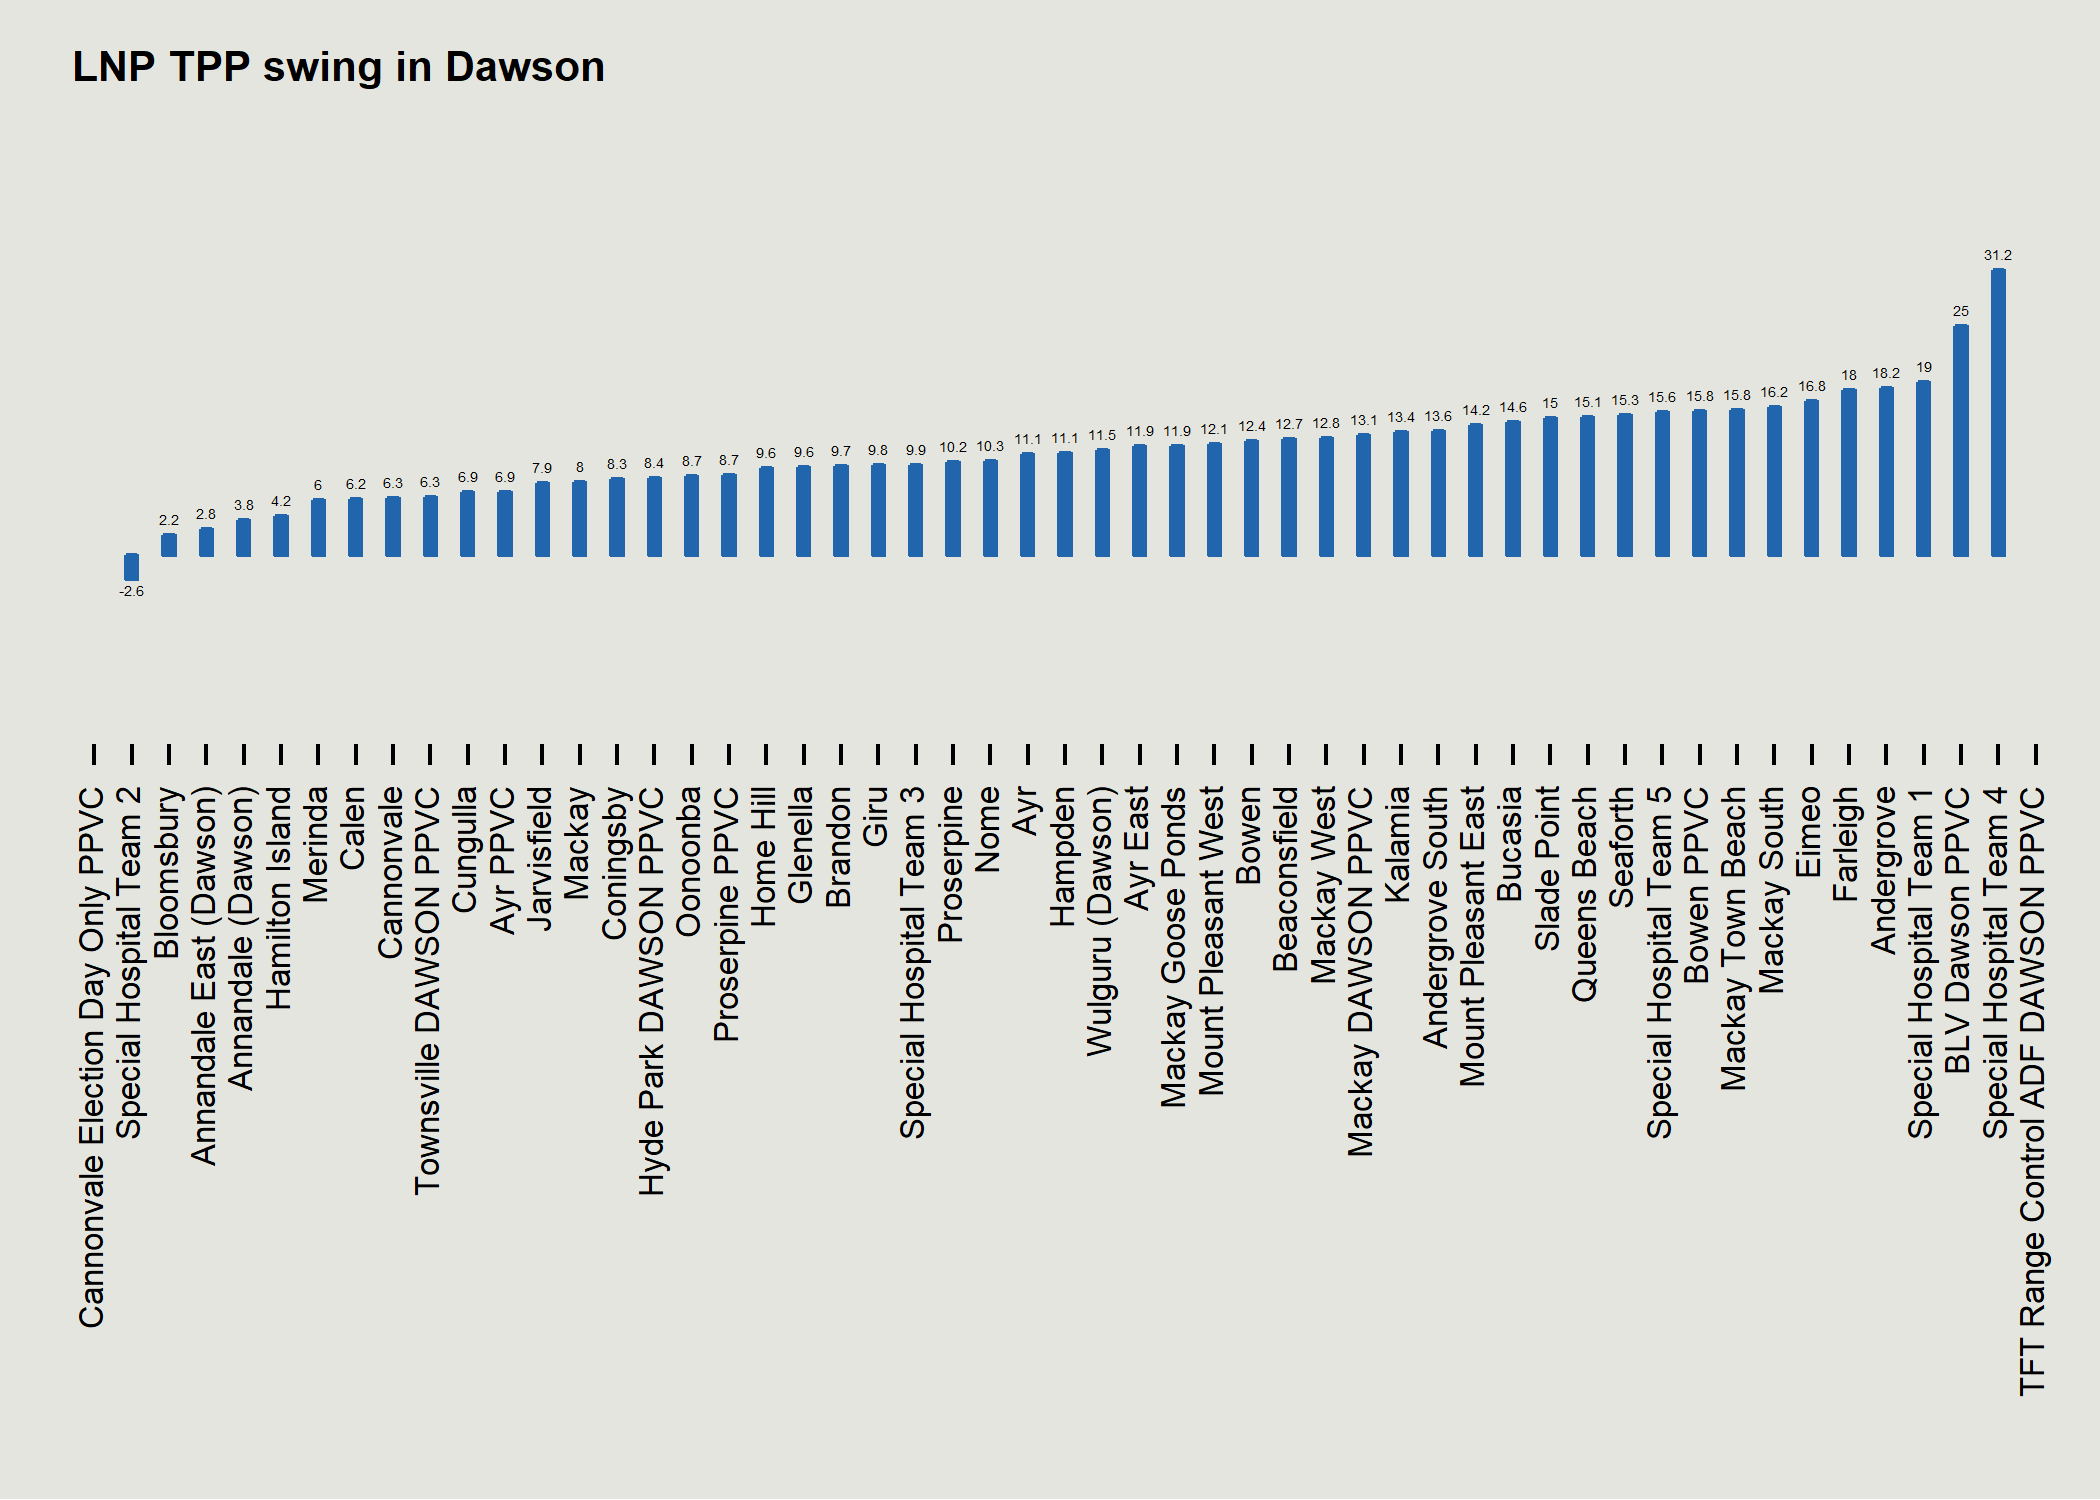 LNP TPP swing in Dawson
31.2
25
19
18.2
18
16.8
16.2
15.8
15.8
15.6
15.3
15.1
15
14.6
14.2
13.6
13.4
13.1
12.8
12.7
12.4
12.1
11.9
11.9
11.5
11.1
11.1
10.3
10.2
9.9
9.8
9.7
9.6
9.6
8.7
8.7
8.4
8.3
8
7.9
6.9
6.9
6.3
6.3
6.2
6
4.2
3.8
2.8
2.2
-2.6
Cannonvale Election Day Only PPVC
Special Hospital Team 2
Bloomsbury
Annandale East (Dawson)
Annandale (Dawson)
Hamilton Island
Merinda
Calen
Cannonvale
Townsville DAWSON PPVC
Cungulla
Ayr PPVC
Jarvisfield
Mackay
Coningsby
Hyde Park DAWSON PPVC
Oonoonba
Proserpine PPVC
Home Hill
Glenella
Brandon
Giru
Special Hospital Team 3
Proserpine
Nome
Ayr
Hampden
Wulguru (Dawson)
Ayr East
Mackay Goose Ponds
Mount Pleasant West
Bowen
Beaconsfield
Mackay West
Mackay DAWSON PPVC
Kalamia
Andergrove South
Mount Pleasant East
Bucasia
Slade Point
Queens Beach
Seaforth
Special Hospital Team 5
Bowen PPVC
Mackay Town Beach
Mackay South
Eimeo
Farleigh
Andergrove
Special Hospital Team 1
BLV Dawson PPVC
Special Hospital Team 4
TFT Range Control ADF DAWSON PPVC